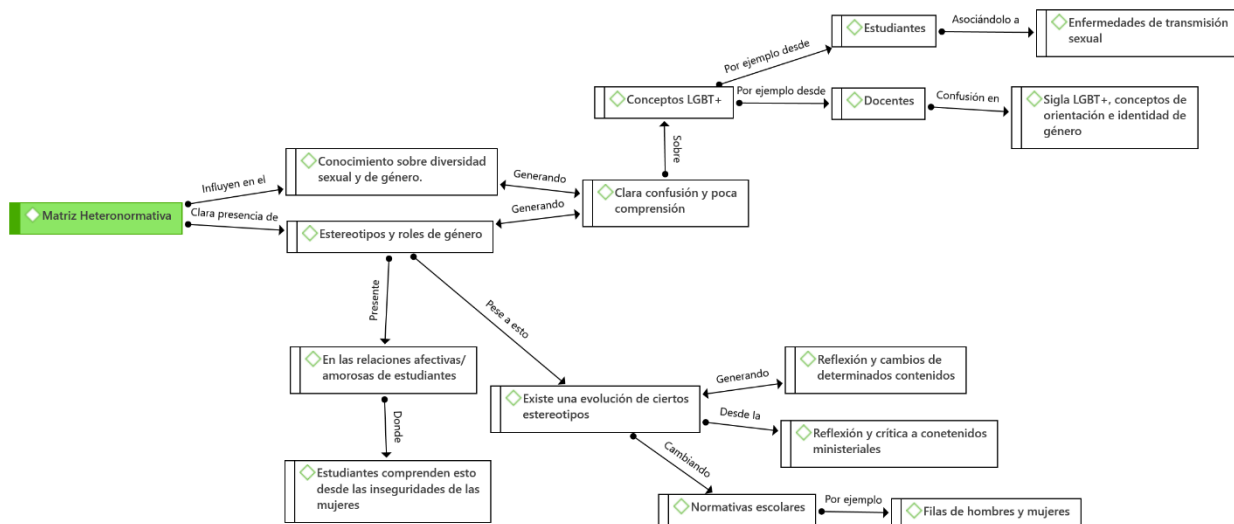 Estudiantes
Asociándolo a
Enfermedades de transmisión
sexual
Por ejemplo desde
Conceptos LGBT+
Por ejemplo desde
Docentes
Confusión en
Sigla LGBT+, conceptos de
orientación e identidad de
género
Sobre
Conocimiento sobre diversidad
sexual y de género.
Generando
Influyen en el
Clara confusión y poca
comprensión
Matriz Heteronormativa
Clara presencia de
Generando
Estereotipos y roles de género
Presente
Pese a esto
En las relaciones afectivas/
amorosas de estudiantes
Reflexión y cambios de
determinados contenidos
Generando
Existe una evolución de ciertos
estereotipos
Desde la
Reflexión y crítica a conetenidos
ministeriales
Donde
Cambiando
Estudiantes comprenden esto
desde las inseguridades de las
mujeres
Normativas escolares
Por ejemplo
Filas de hombres y mujeres